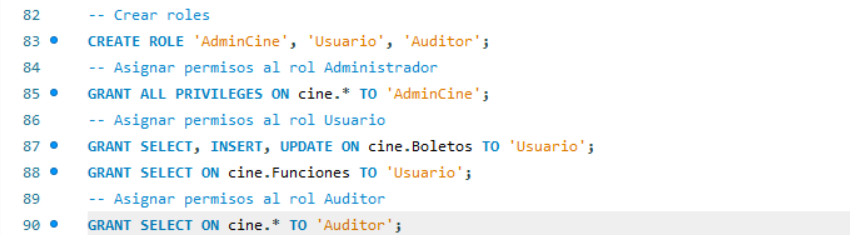 82 -- Crear roles
83 CREATE ROLE 'AdminCine', 'Usuario', 'Auditor';
84 -- Asignar permisos al rol Administrador
85 GRANT ALL PRIVILEGES ON cine.* TO 'AdminCine';
86 -- Asignar permisos al rol Usuario
87 GRANT SELECT, INSERT, UPDATE ON cine.Boletos TO 'Usuario';
88 GRANT SELECT ON cine.Funciones TO 'Usuario';
89 -- Asignar permisos al rol Auditor
90 GRANT SELECT ON cine.* TO 'Auditor';